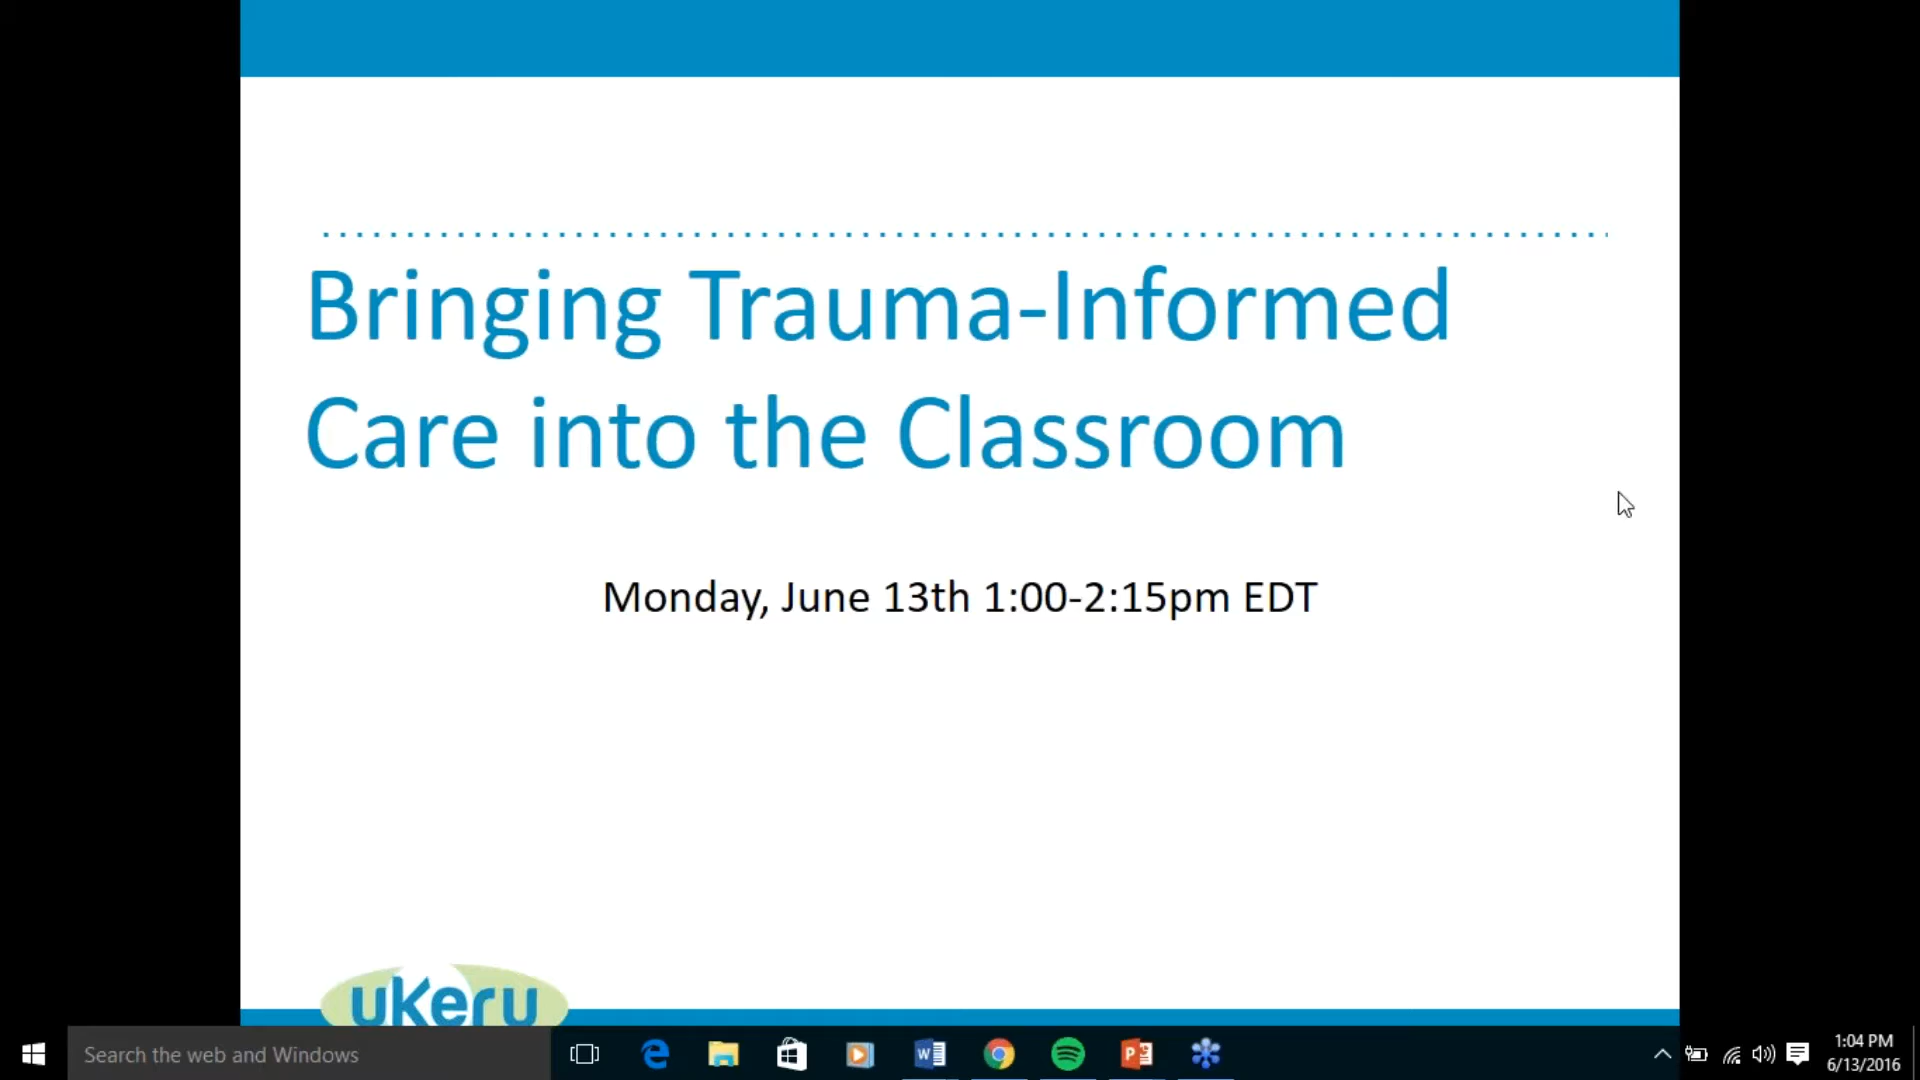 Bringing Trauma-Informed
Care into the Classroom
Monday, June 13th 1:00-2:15pm EDT
ukeru
Search the web and Windows
1:04 PM
6/13/2016